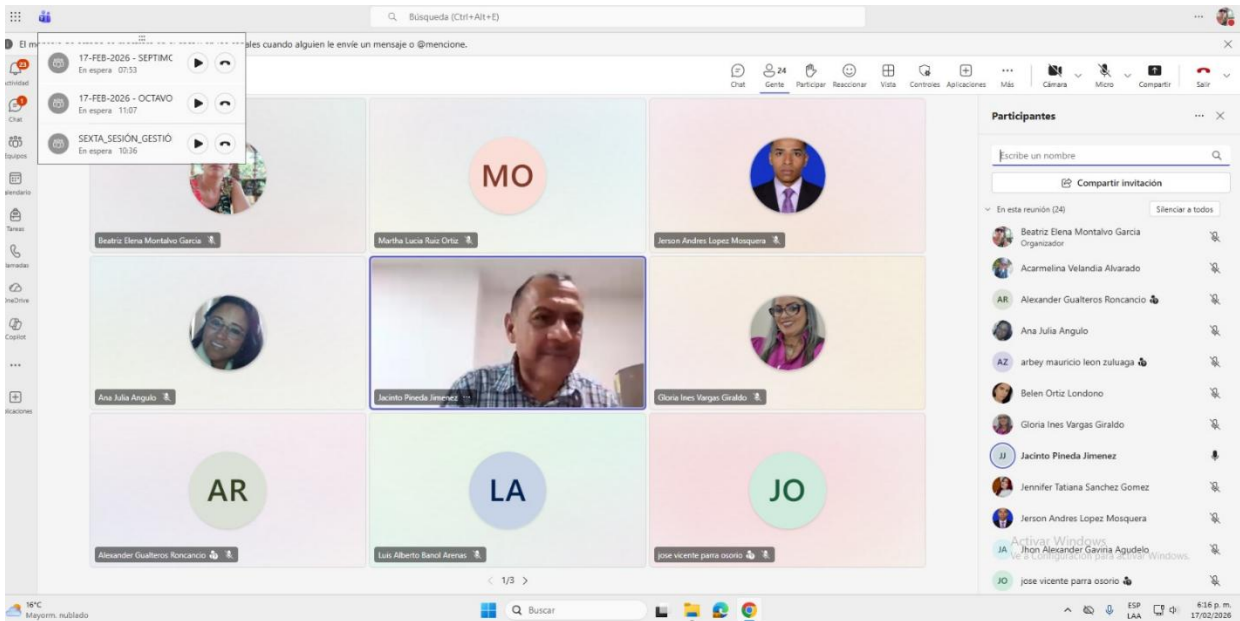 Búsqueda (Ctrl+Alt+E)
ales cuando alguien le envíe un mensaje o @mencione.
17-FEB-2026 - SEPTIMC
En espera 07:53
17-FEB-2026 - OCTAVO
En espera 11:07
SEXTA_SESIÓN_GESTIÓ
En espera 10:36
23
Chat
Equipos
Calendario
Tareas
Llamadas
OneDrive
Copilot
Chat
24
Gente
Participar
Reaccionar
Vista
Controles
Aplicaciones
Más
Cámara
Micro
Compartir
Salir
MO
Beatriz Elena Montalvo Garcia
Martha Lucia Ruiz Ortiz
Jerson Andres Lopez Mosquera
Ana Julia Angulo
Jacinto Pineda Jimenez
Gloria Ines Vargas Giraldo
AR
LA
JO
Alexander Gualteros Roncancio
Luis Alberto Banol Arenas
jose vicente parra osorio
1/3
Participantes
Escribe un nombre
Compartir invitación
En esta reunión (24)
Silenciar a todos
Beatriz Elena Montalvo Garcia
Organizador
Acarmelina Velandia Alvarado
AR Alexander Gualteros Roncancio
Ana Julia Angulo
AZ arbey mauricio leon zuluaga
Belen Ortiz Londono
Gloria Ines Vargas Giraldo
JJ Jacinto Pineda Jimenez
Jennifer Tatiana Sanchez Gomez
Jerson Andres Lopez Mosquera
Activar Windows
JA Jhon Alexander Gaviria Agudelo
Ve a Configuración para activar Windows.
JO jose vicente parra osorio
16°C
Mayorm. nublado
Buscar
ESP
LAA
6:16 p. m.
17/02/2026